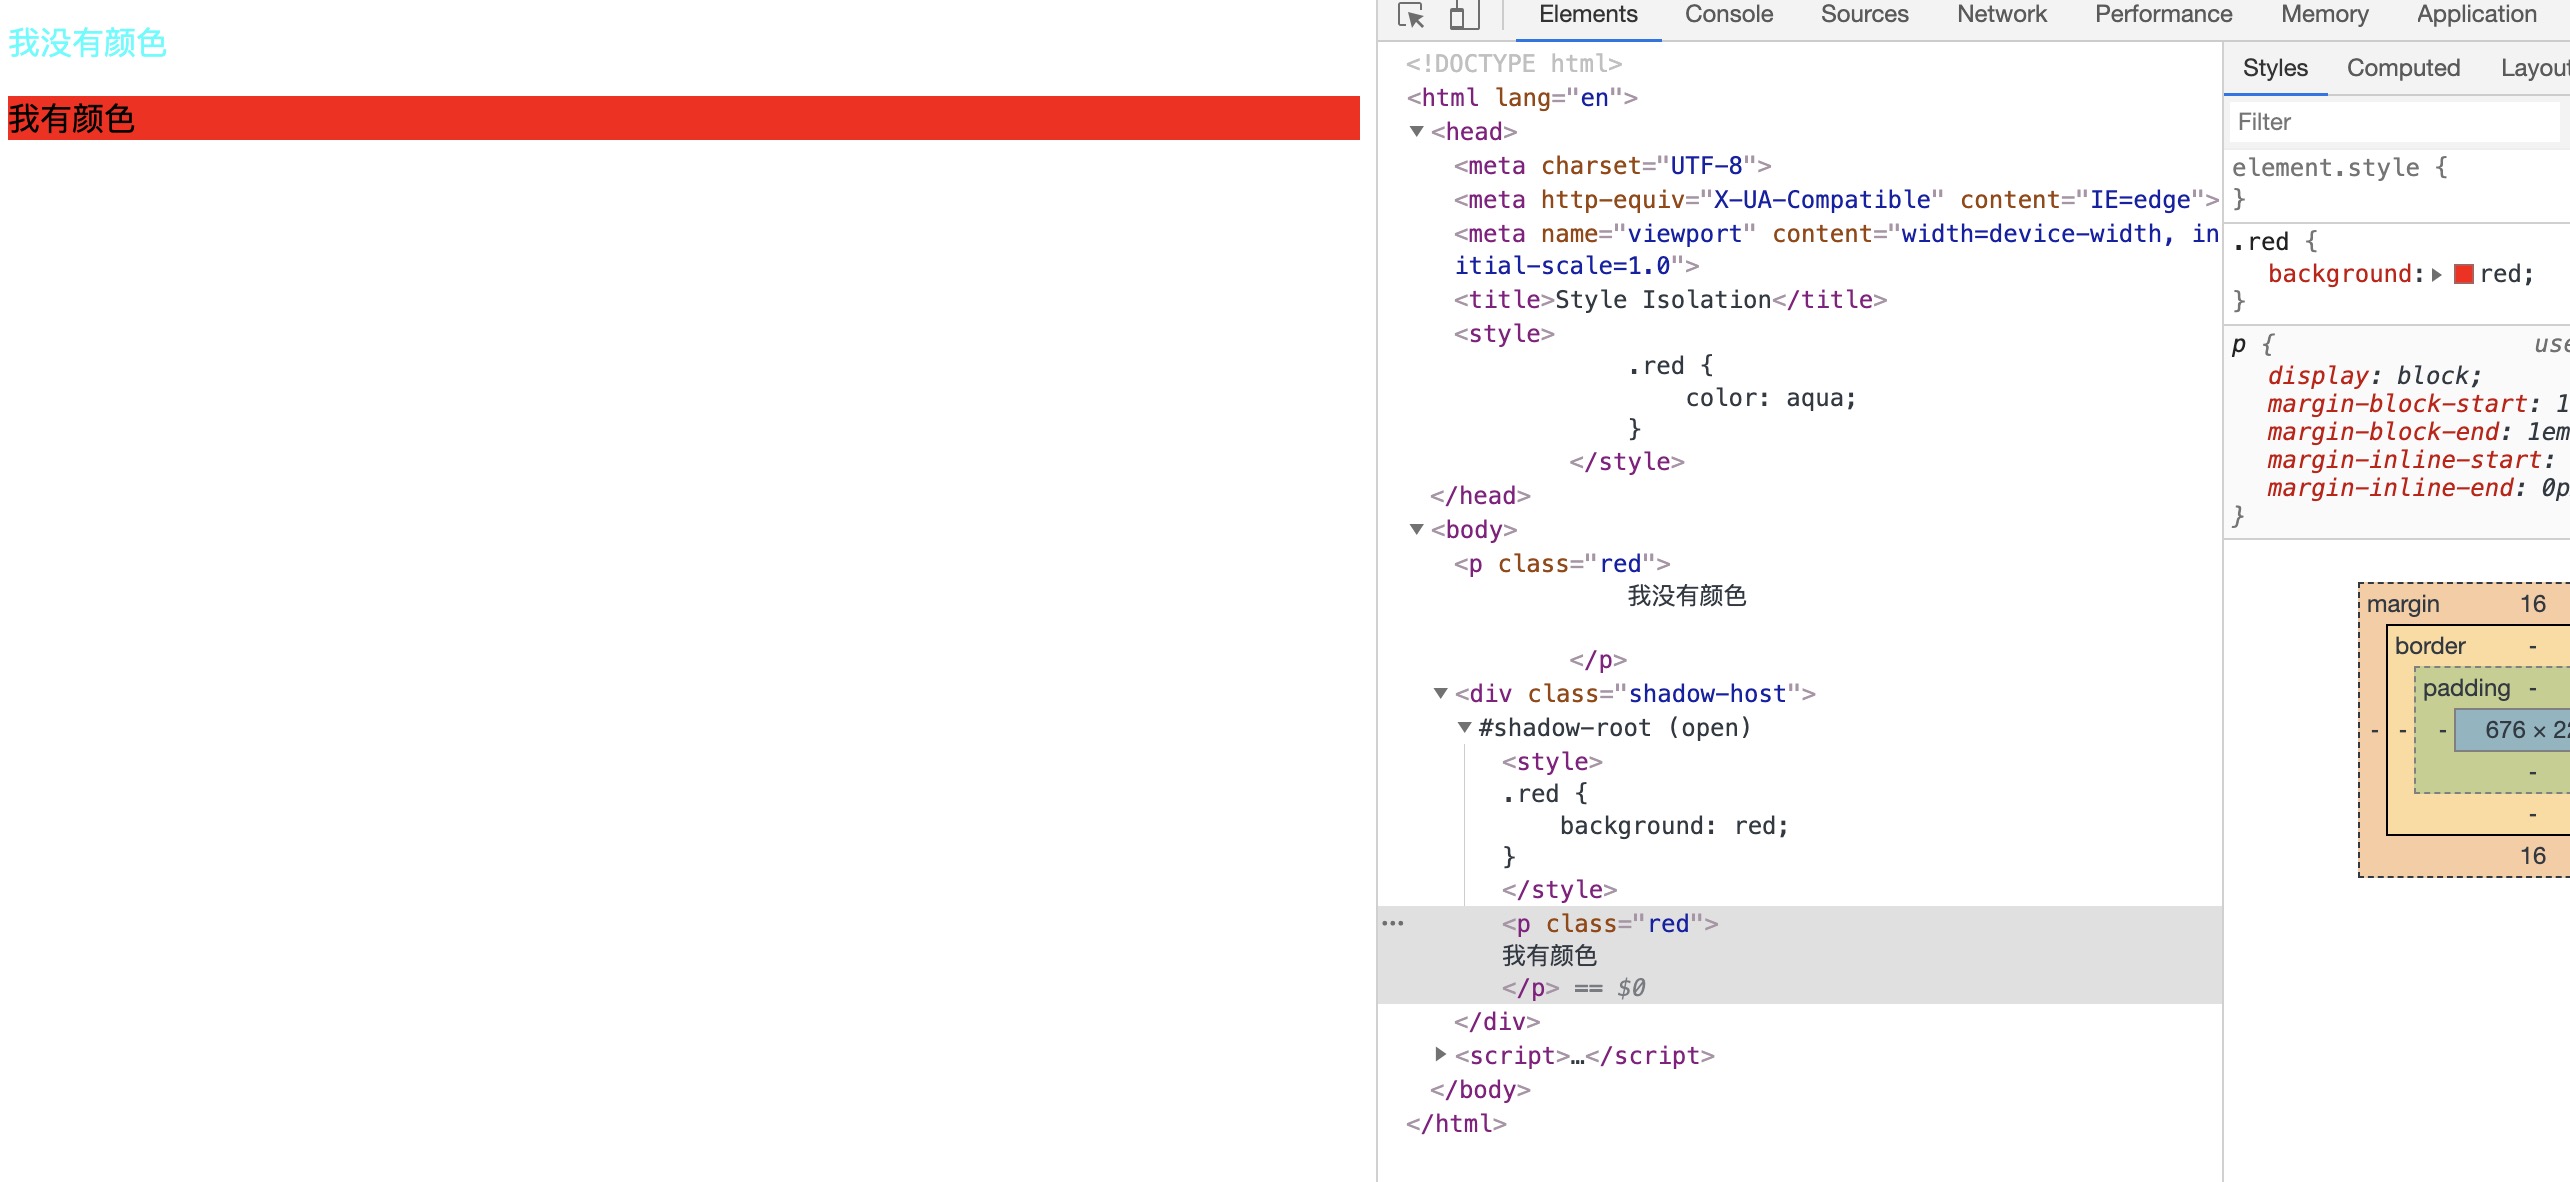 我没有颜色
我有颜色
Elements Console Sources Network Performance Memory Application
<!DOCTYPE html>
<html lang="en">
<head>
<meta charset="UTF-8">
<meta http-equiv="X-UA-Compatible" content="IE=edge">
<meta name="viewport" content="width=device-width, in
itial-scale=1.0">
<title>Style Isolation</title>
<style>
.red {
color: aqua;
}
</style>
</head>
<body>
<p class="red">
我没有颜色
</p>
<div class="shadow-host">
#shadow-root (open)
<style>
.red {
background: red;
}
</style>
<p class="red">
我有颜色
</p> == $0
</div>
<script>…</script>
</body>
</html>
Styles Computed Layou
Filter
element.style {
}
.red {
background: red;
}
p { use
display: block;
margin-block-start: 1
margin-block-end: 1em
margin-inline-start:
margin-inline-end: 0p
}
margin 16
border -
padding -
- - - 676 × 22
-
-
16